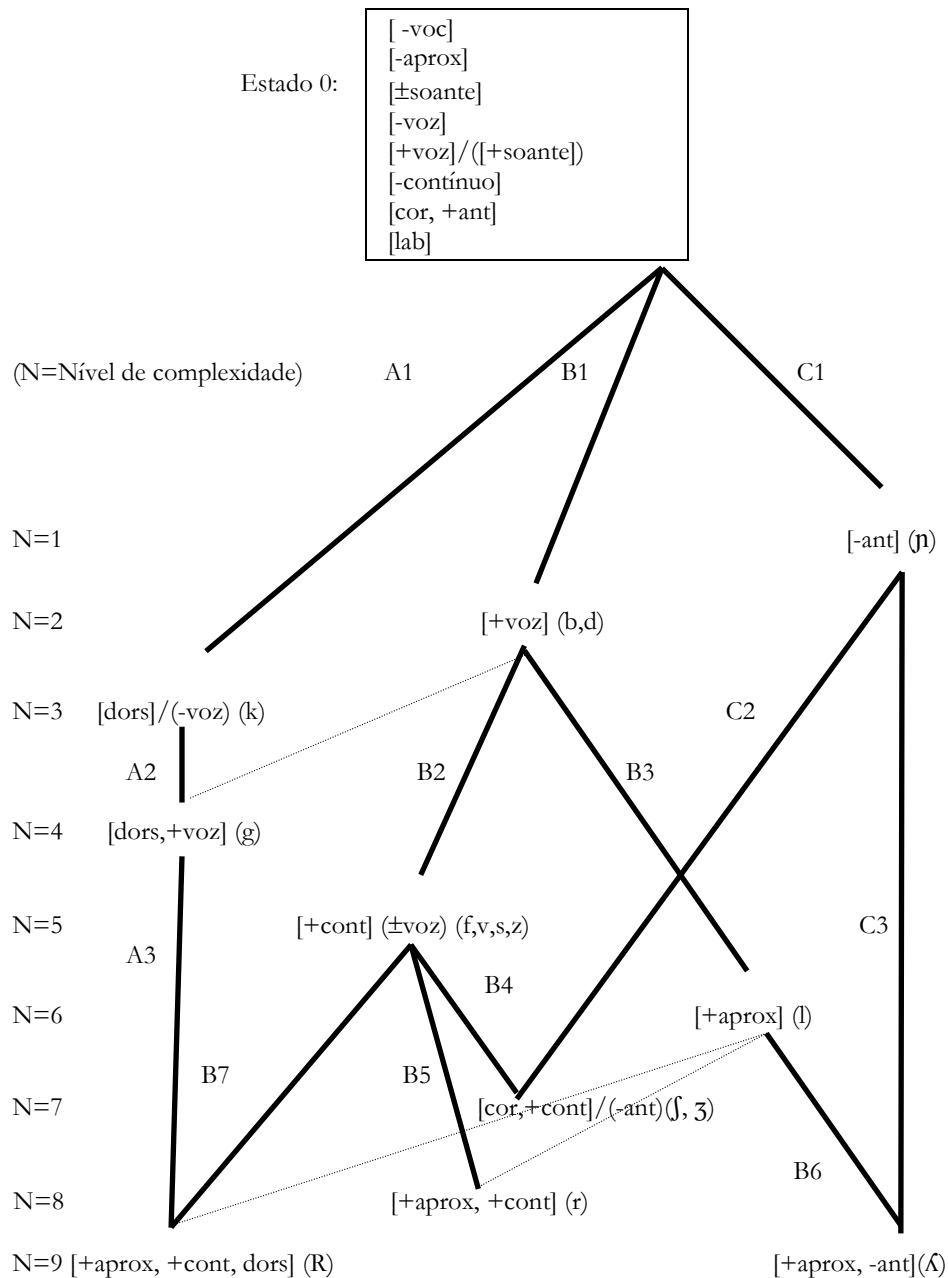 [ -voc]
[-aprox]
Estado 0:
[±soante]
[-voz]
[+voz]/([+soante])
[-contínuo]
[cor, +ant]
[lab]
(N=Nível de complexidade) A1 B1 C1
N=1 [-ant] (ɲ)
N=2 [+voz] (b,d)
N=3 [dors]/(-voz) (k) C2
A2 B2 B3
N=4 [dors,+voz] (g)
N=5 [+cont] (±voz) (f,v,s,z) C3
A3
B4
N=6 [+aprox] (l)
B7 B5
N=7 [cor,+cont]/(-ant)(ʃ, ʒ)
B6
N=8 [+aprox, +cont] (r)
N=9 [+aprox, +cont, dors] (R) [+aprox, -ant](ʎ)